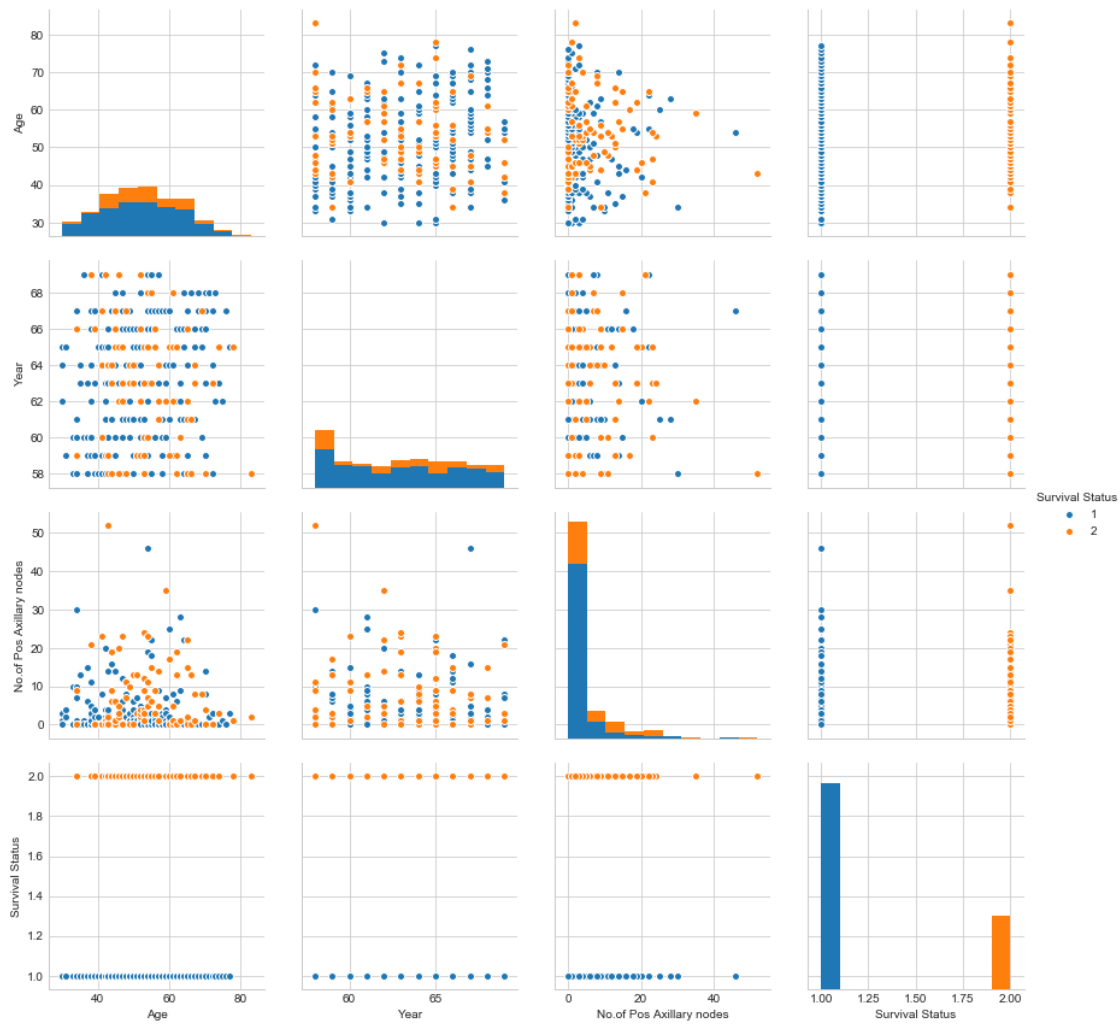 80
70
60
50
40
30
Age
68
66
64
62
60
58
Year
Survival Status
1
2
50
40
30
20
10
0
No.of Pos Axillary nodes
2.0
1.8
1.6
1.4
1.2
1.0
Survival Status
40 60 80
Age
60 65
Year
0 20 40
No.of Pos Axillary nodes
1.00 1.25 1.50 1.75 2.00
Survival Status